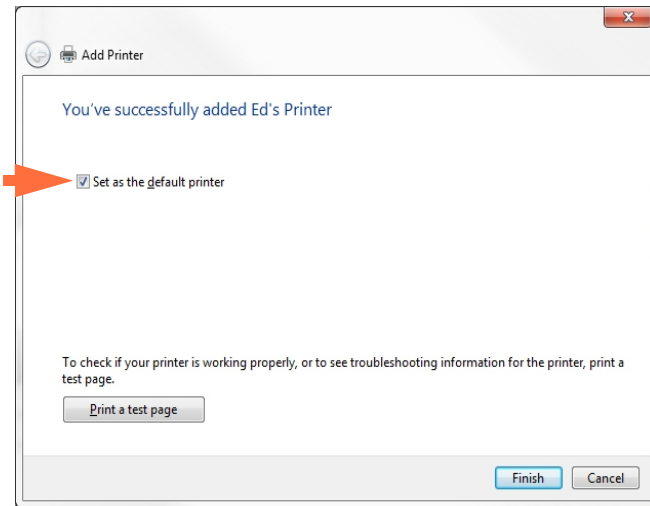 Add Printer
You've successfully added Ed's Printer
Set as the default printer
To check if your printer is working properly, or to see troubleshooting information for the printer, print a
test page.
Print a test page
Finish Cancel